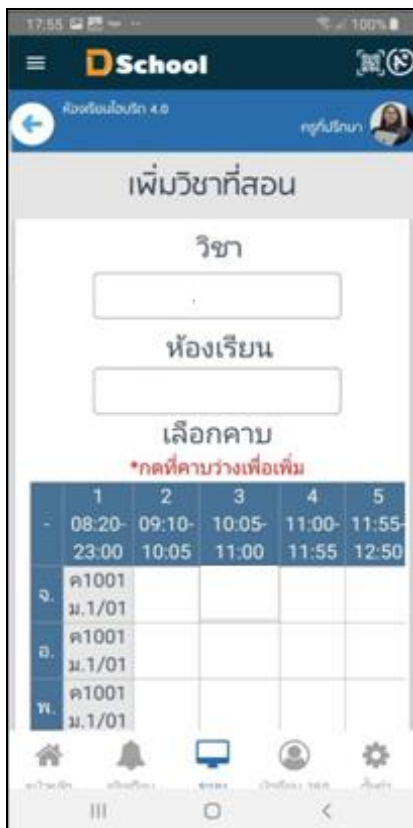 17:55
100%
DSchool
ห้องเรียนไฮบริก 4.0
ครูที่ปรึกษา
เพิ่มวิชาที่สอน
วิชา
ห้องเรียน
เลือกคาบ
*กดที่คาบว่างเพื่อเพิ่ม
- 1 2 3 4 5
08:20- 09:10- 10:05- 11:00- 11:55-
23:00 10:05 11:00 11:55 12:50
จ. ค1001
ม.1/01
อ. ค1001
ม.1/01
พ. ค1001
ม.1/01